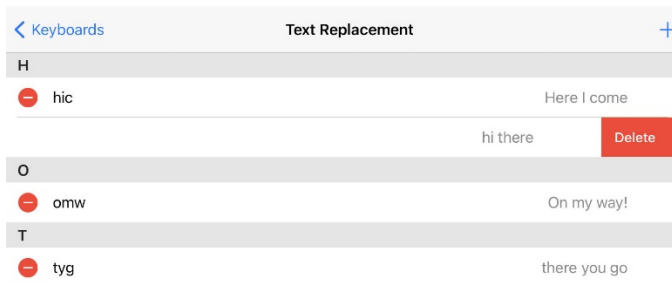 Keyboards Text Replacement
H
hic Here I come
hi there Delete
O
omw On my way!
T
tyg there you go